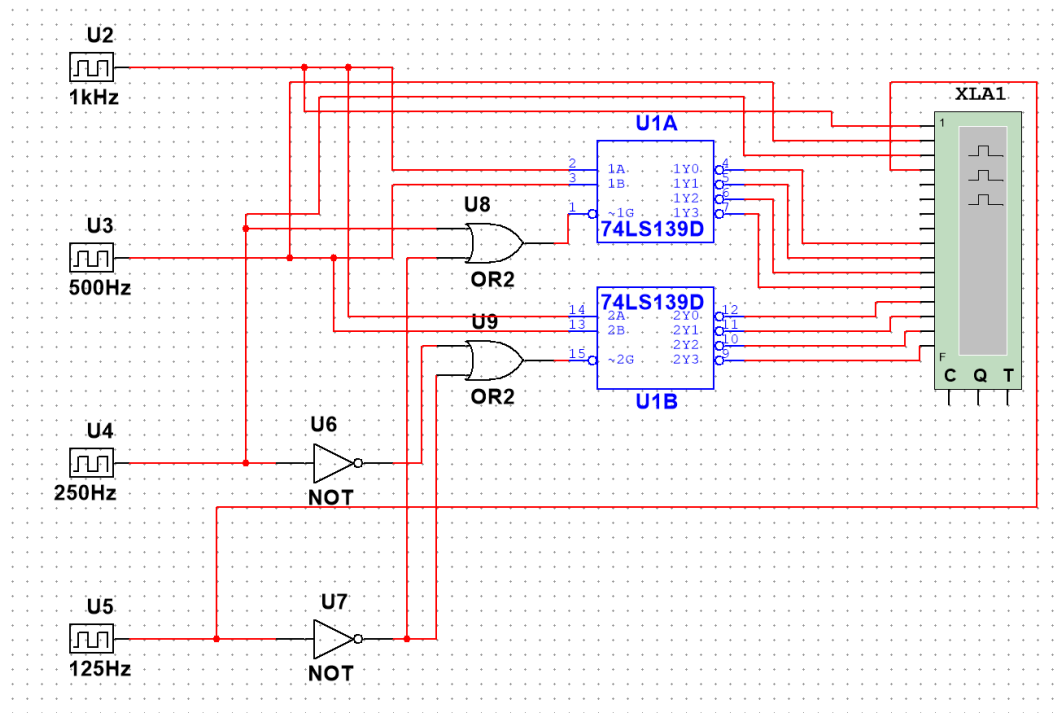 U2
1kHz
XLA1
1
U1A
2 1A 1Y0 4
3 1B 1Y1 5
1Y2 6
1 ~1G 1Y3 7
74LS139D
U8
OR2
U3
500Hz
74LS139D
U9
14 2A 2Y0 12
13 2B 2Y1 11
2Y2 10
15 ~2G 2Y3 9
OR2
U1B
F
C Q T
U4
250Hz
U6
NOT
U5
125Hz
U7
NOT